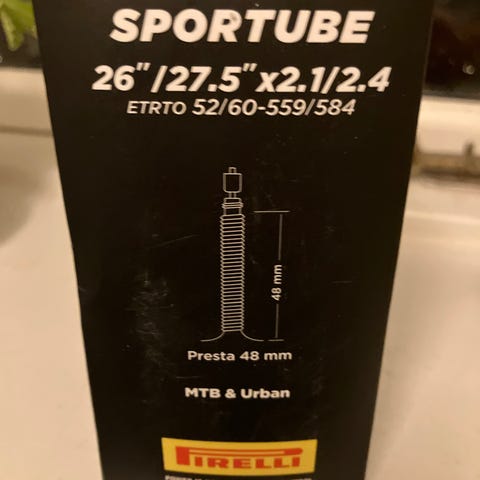 SPORTUBE
26"/27.5"x2.1/2.4
ETRTO 52/60-559/584
48 mm
Presta 48 mm
MTB & Urban
PIRELLI